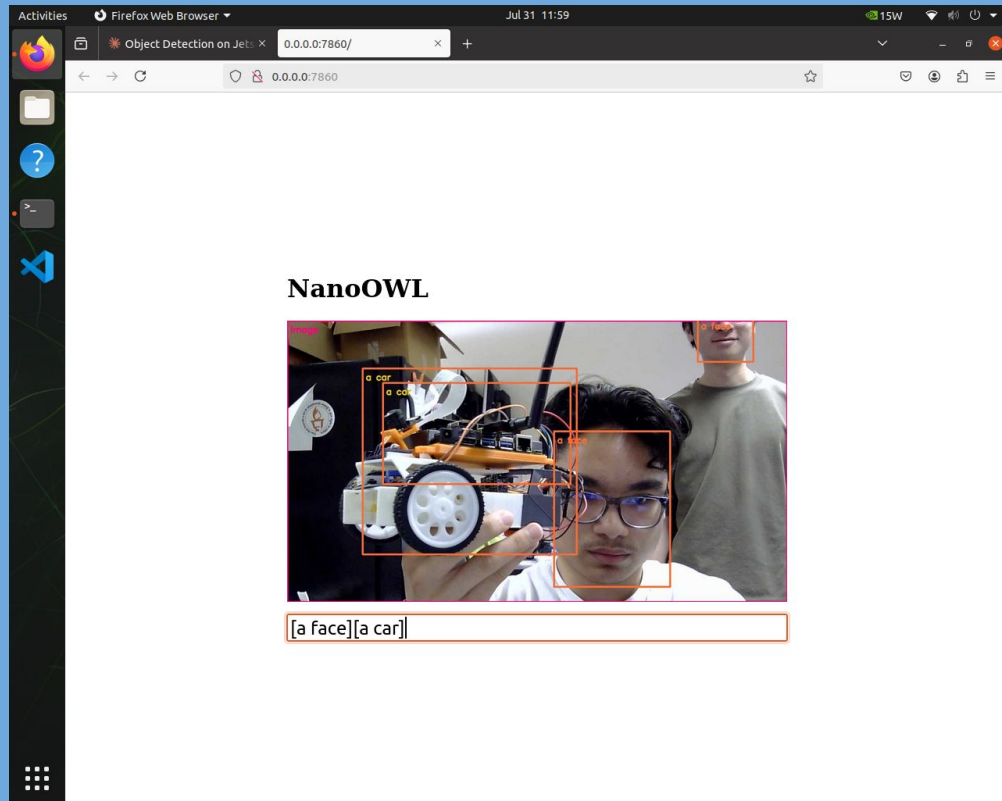 Activities Firefox Web Browser Jul 31 11:59 15W
Object Detection on Jets 0.0.0.0:7860/
0.0.0.0:7860
NanoOWL
image
a face
a car
a car
a face
[a face][a car]